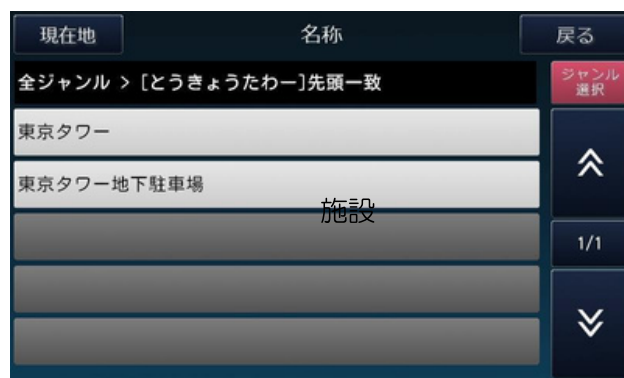 現在地 名称 戻る
全ジャンル > [とうきょうたわー]先頭一致
ジャンル
選択
東京タワー
東京タワー地下駐車場
施設
1/1